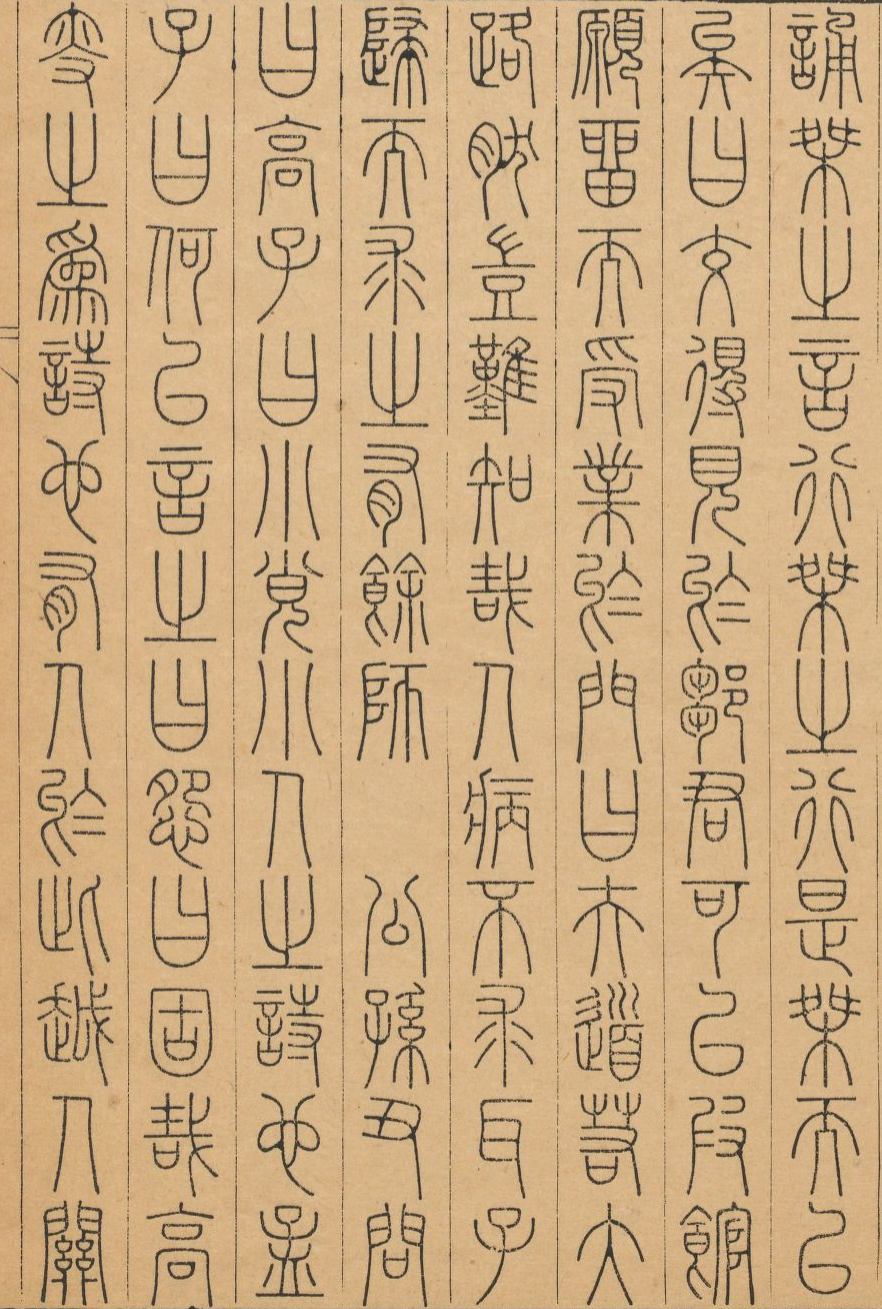 誦桀之言行桀之行是桀而已
矣曰交得見於鄒君可以叚館
願留而受業於門曰夫道若大
路然豈難知哉人病不求耳子
歸而求之有餘師　公孫丑問
曰高子曰小弁小人之詩也孟
子曰何以言之曰怨曰固哉高
叟之爲詩也有人於此越人關